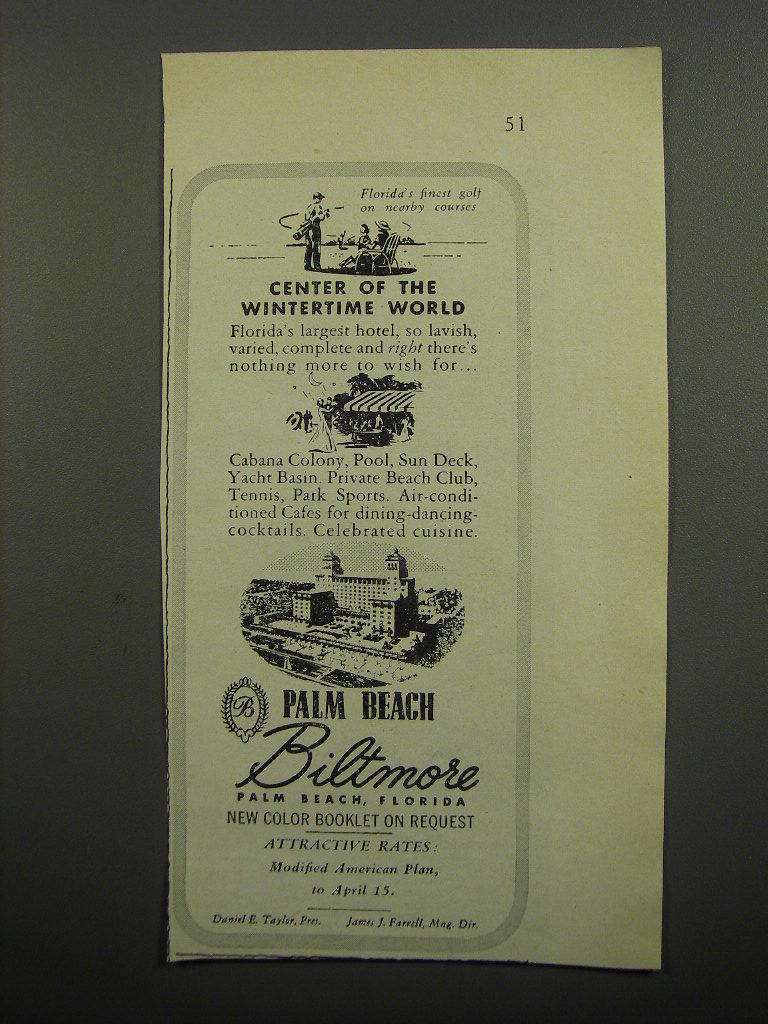 51
Florida's finest golf
on nearby courses
CENTER OF THE
WINTERTIME WORLD
Florida's largest hotel, so lavish,
varied, complete and right there's
nothing more to wish for...
Cabana Colony, Pool, Sun Deck,
Yacht Basin. Private Beach Club,
Tennis, Park Sports. Air-condi-
tioned Cafes for dining-dancing-
cocktails. Celebrated cuisine.
B PALM BEACH
Biltmore
PALM BEACH, FLORIDA
NEW COLOR BOOKLET ON REQUEST
ATTRACTIVE RATES:
Modified American Plan,
to April 15.
Daniel E. Taylor, Pres. James J. Farrell, Mng. Dir.